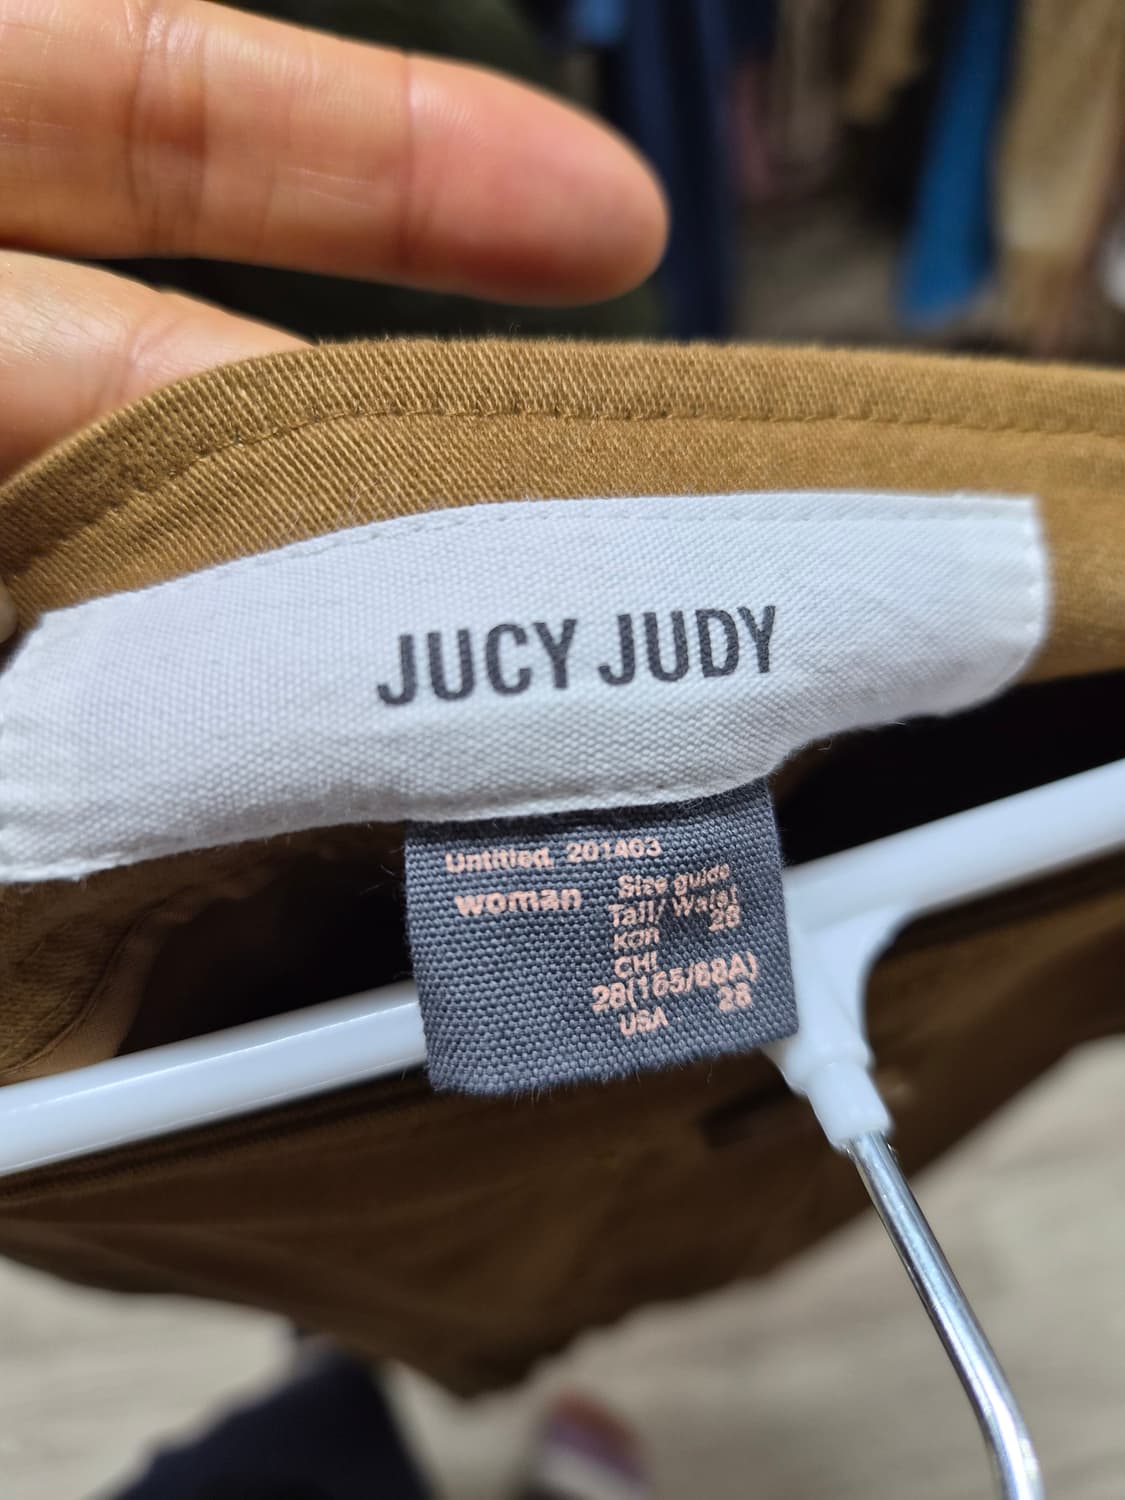 JUCY JUDY
Untitled. 201403
woman
Size guide
Tall/ Waist
KOR 28
CHI
28(165/68A)
USA 28